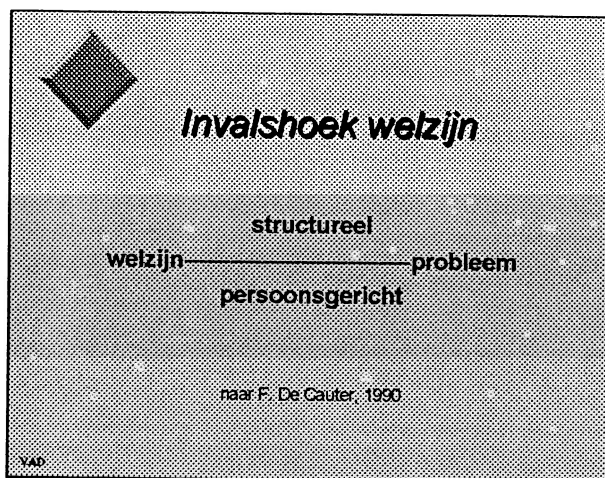 Invalshoek welzijn
structureel
welzijn probleem
persoonsgericht
naar F. De Cauter, 1990
VAD